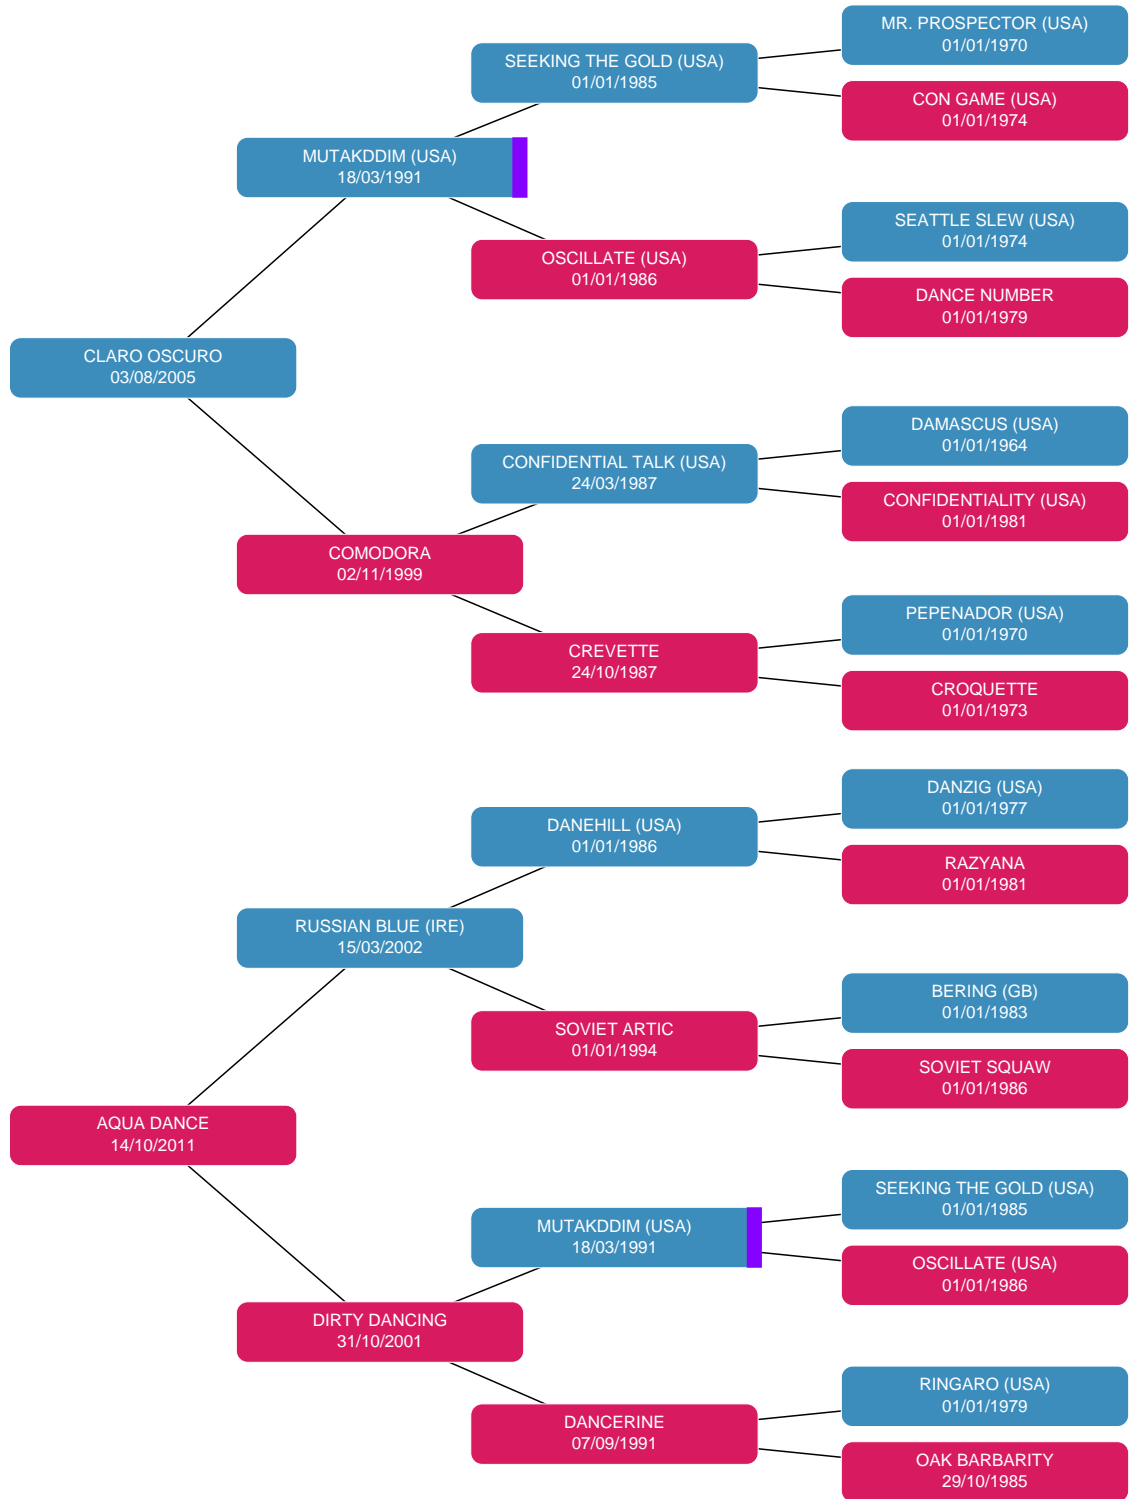 MR. PROSPECTOR (USA)
01/01/1970
SEEKING THE GOLD (USA)
01/01/1985
CON GAME (USA)
01/01/1974
MUTAKDDIM (USA)
18/03/1991
SEATTLE SLEW (USA)
01/01/1974
OSCILLATE (USA)
01/01/1986
DANCE NUMBER
01/01/1979
CLARO OSCURO
03/08/2005
DAMASCUS (USA)
01/01/1964
CONFIDENTIAL TALK (USA)
24/03/1987
CONFIDENTIALITY (USA)
01/01/1981
COMODORA
02/11/1999
PEPENADOR (USA)
01/01/1970
CREVETTE
24/10/1987
CROQUETTE
01/01/1973
DANZIG (USA)
01/01/1977
DANEHILL (USA)
01/01/1986
RAZYANA
01/01/1981
RUSSIAN BLUE (IRE)
15/03/2002
BERING (GB)
01/01/1983
SOVIET ARTIC
01/01/1994
SOVIET SQUAW
01/01/1986
AQUA DANCE
14/10/2011
SEEKING THE GOLD (USA)
01/01/1985
MUTAKDDIM (USA)
18/03/1991
OSCILLATE (USA)
01/01/1986
DIRTY DANCING
31/10/2001
RINGARO (USA)
01/01/1979
DANCERINE
07/09/1991
OAK BARBARITY
29/10/1985